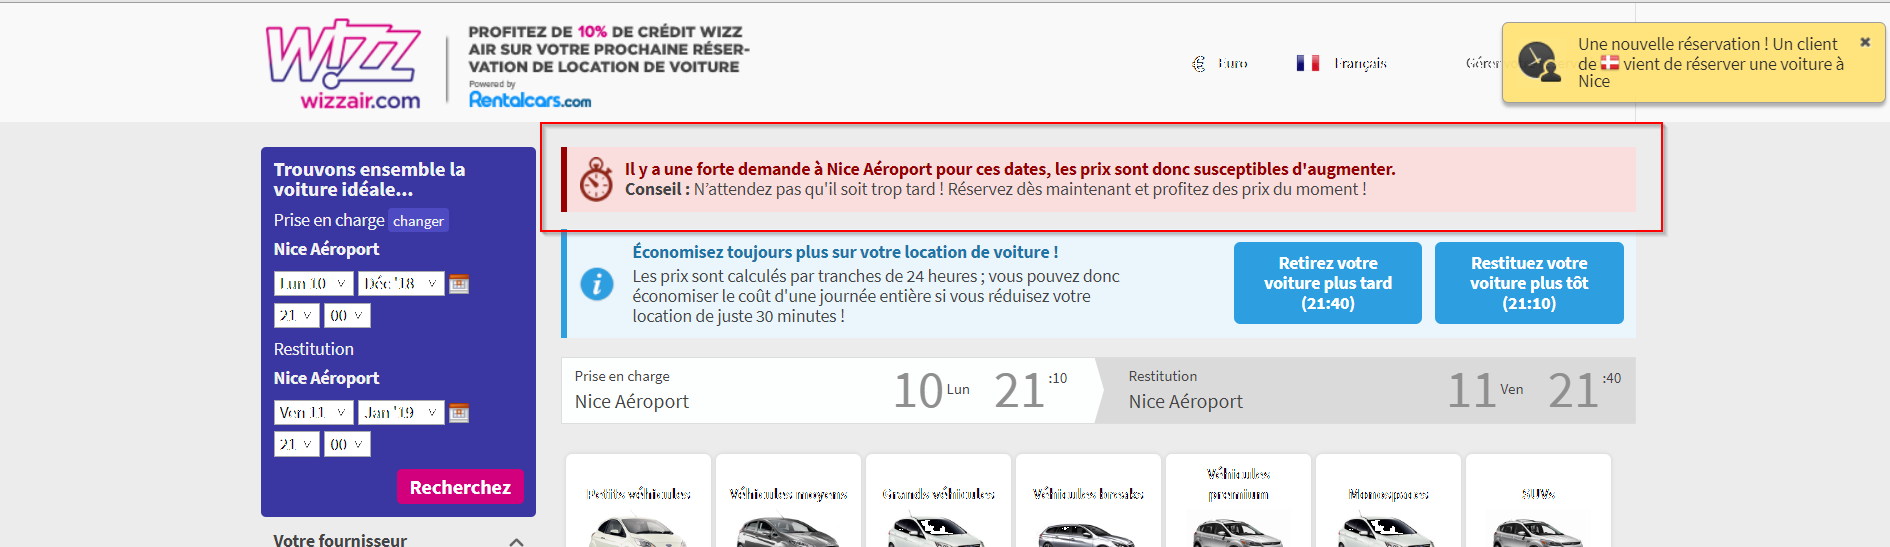 WIZZ
wizzair.com
PROFITEZ DE 10% DE CRÉDIT WIZZ
AIR SUR VOTRE PROCHAINE RÉSER-
VATION DE LOCATION DE VOITURE
Powered by
Rentalcars.com
€ Euro
Français
Une nouvelle réservation ! Un client
de vient de réserver une voiture à
Nice
Trouvons ensemble la
voiture idéale...
Prise en charge changer
Nice Aéroport
Lun 10 Déc '18
21 00
Restitution
Nice Aéroport
Ven 11 Jan '19
21 00
Recherchez
Votre fournisseur
Il y a une forte demande à Nice Aéroport pour ces dates, les prix sont donc susceptibles d'augmenter.
Conseil : N'attendez pas qu'il soit trop tard ! Réservez dès maintenant et profitez des prix du moment !
Économisez toujours plus sur votre location de voiture !
Les prix sont calculés par tranches de 24 heures ; vous pouvez donc
économiser le coût d'une journée entière si vous réduisez votre
location de juste 30 minutes !
Retirez votre
voiture plus tard
(21:40)
Restituez votre
voiture plus tôt
(21:10)
Prise en charge
Nice Aéroport
10 Lun 21 :10
Restitution
Nice Aéroport
11 Ven 21 :40
Petits véhicules
Véhicules moyens
Grands véhicules
Véhicules breaks
Véhicules
premium
Monospaces
SUVs